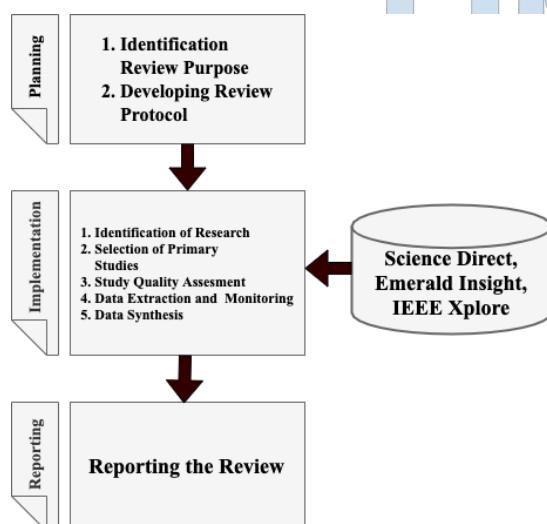 Planning
1. Identification
Review Purpose
2. Developing Review
Protocol
Implementation
1. Identification of Research
2. Selection of Primary
Studies
3. Study Quality Assesment
4. Data Extraction and Monitoring
5. Data Synthesis
Science Direct,
Emerald Insight,
IEEE Xplore
Reporting
Reporting the Review